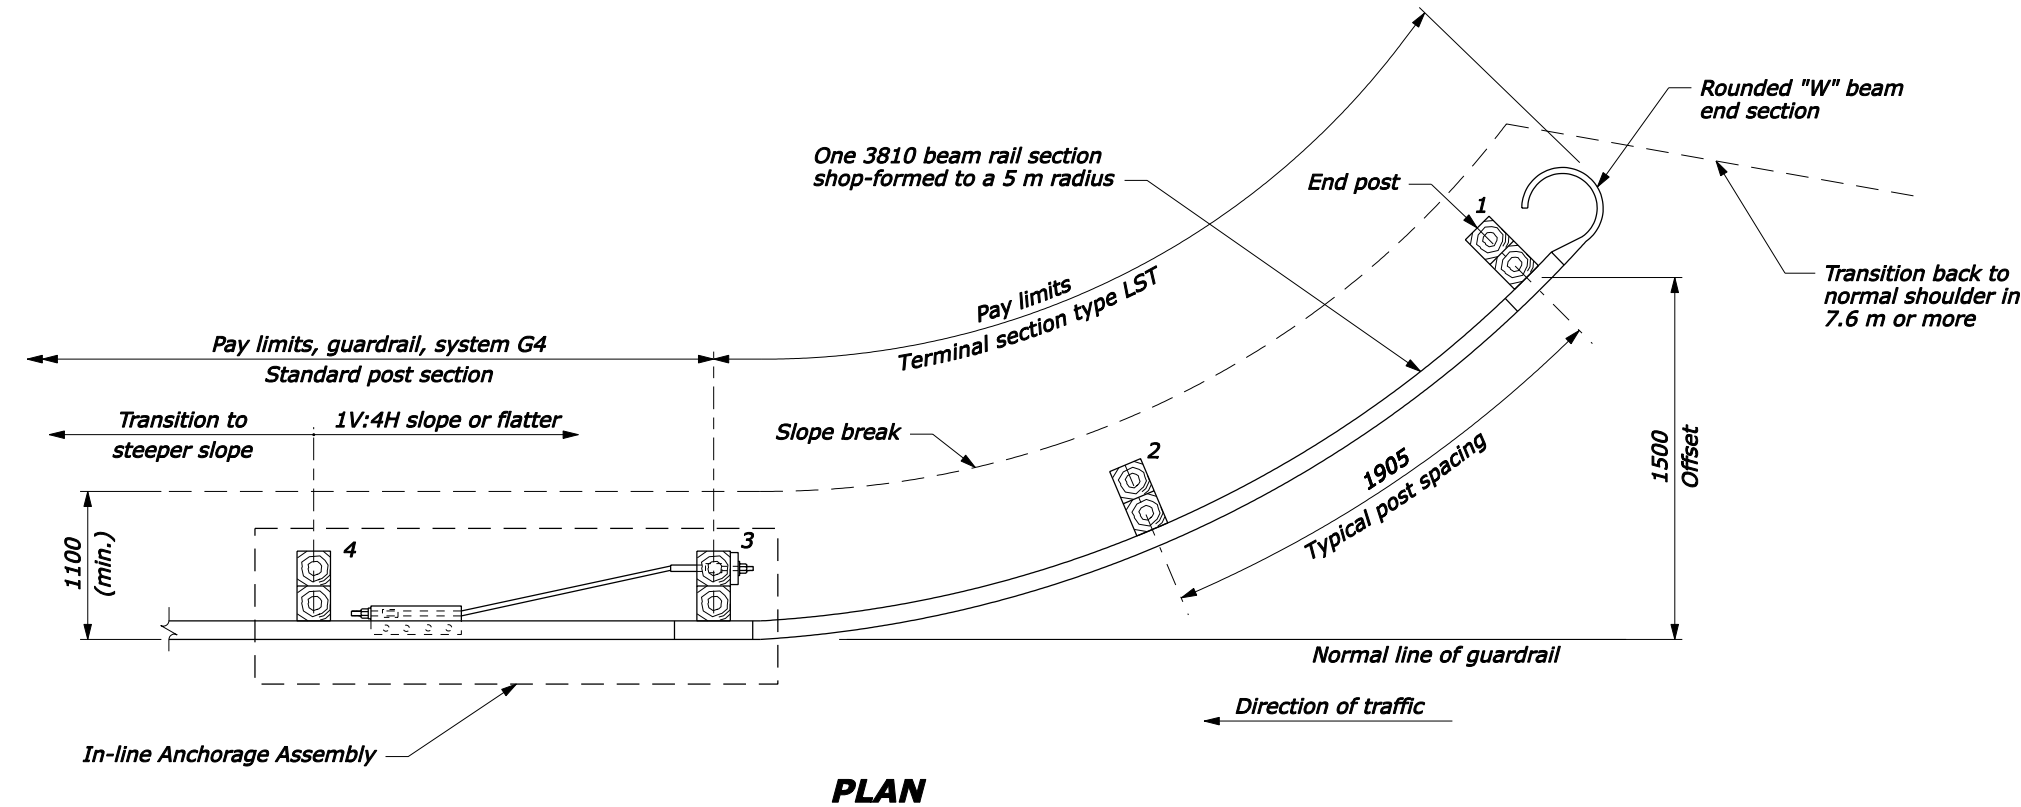 Rounded "W" beam
end section
One 3810 beam rail section
shop-formed to a 5 m radius
End post
1
Transition back to
normal shoulder in
7.6 m or more
Pay limits
Terminal section type LST
Pay limits, guardrail, system G4
Standard post section
Transition to
steeper slope
1V:4H slope or flatter
Slope break
2
1905
Typical post spacing
1500
Offset
1100
(min.)
4
3
Normal line of guardrail
Direction of traffic
In-line Anchorage Assembly
PLAN